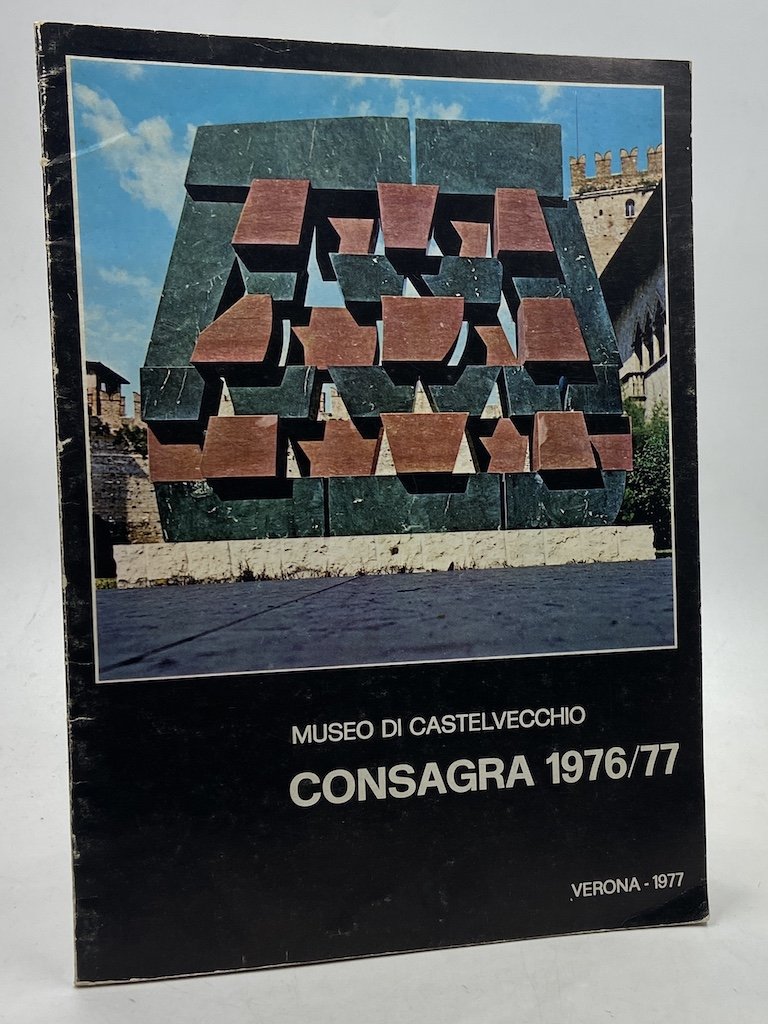 MUSEO DI CASTELVECCHIO
CONSAGRA 1976/77
VERONA - 1977